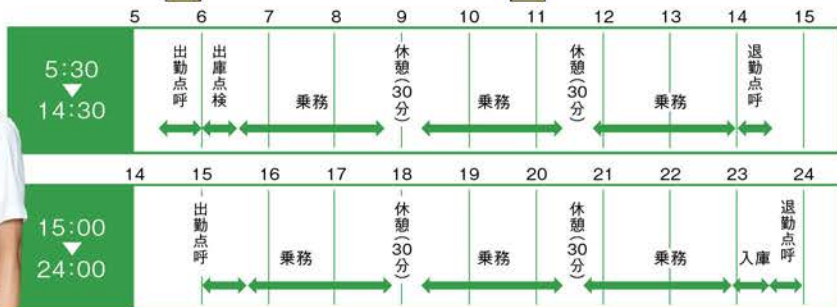 5 6 7 8 9 10 11 12 13 14 15
5:30
▼
14:30
出勤点呼
出庫点検
乗務
休憩(30分)
乗務
休憩(30分)
乗務
退勤点呼
14 15 16 17 18 19 20 21 22 23 24
15:00
▼
24:00
出勤点呼
乗務
休憩(30分)
乗務
休憩(30分)
乗務
入庫
退勤点呼